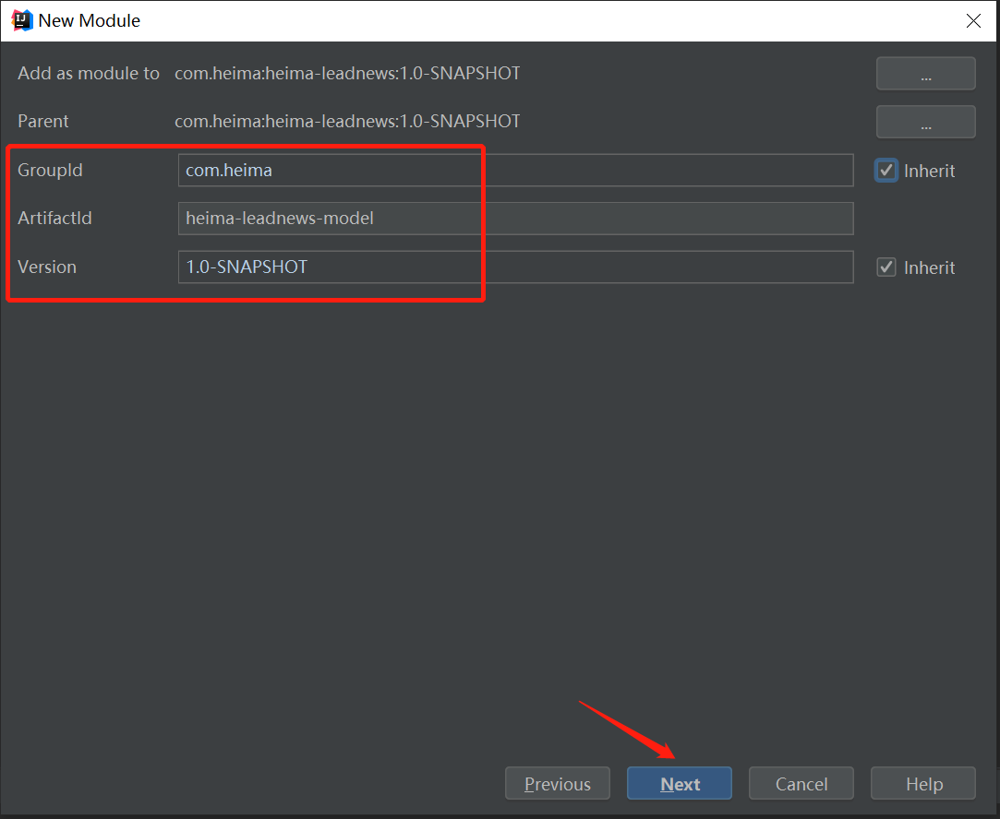 New Module
Add as module to com.heima:heima-leadnews:1.0-SNAPSHOT ...
Parent com.heima:heima-leadnews:1.0-SNAPSHOT ...
GroupId com.heima Inherit
ArtifactId heima-leadnews-model
Version 1.0-SNAPSHOT Inherit
Previous Next Cancel Help